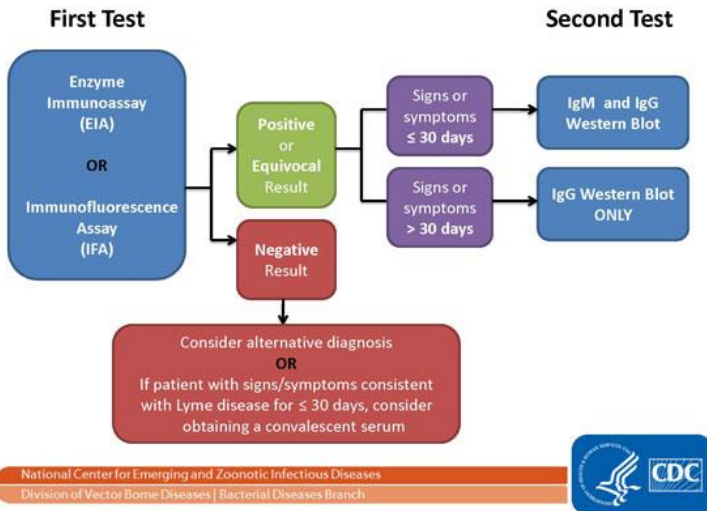 First Test
Second Test
Enzyme
Immunoassay
(EIA)
OR
Immunofluorescence
Assay
(IFA)
Positive
or
Equivocal
Result
Negative
Result
Signs or
symptoms
≤ 30 days
Signs or
symptoms
> 30 days
IgM and IgG
Western Blot
IgG Western Blot
ONLY
Consider alternative diagnosis
OR
If patient with signs/symptoms consistent
with Lyme disease for ≤ 30 days, consider
obtaining a convalescent serum
National Center for Emerging and Zoonotic Infectious Diseases
Division of Vector Borne Diseases | Bacterial Diseases Branch
CDC